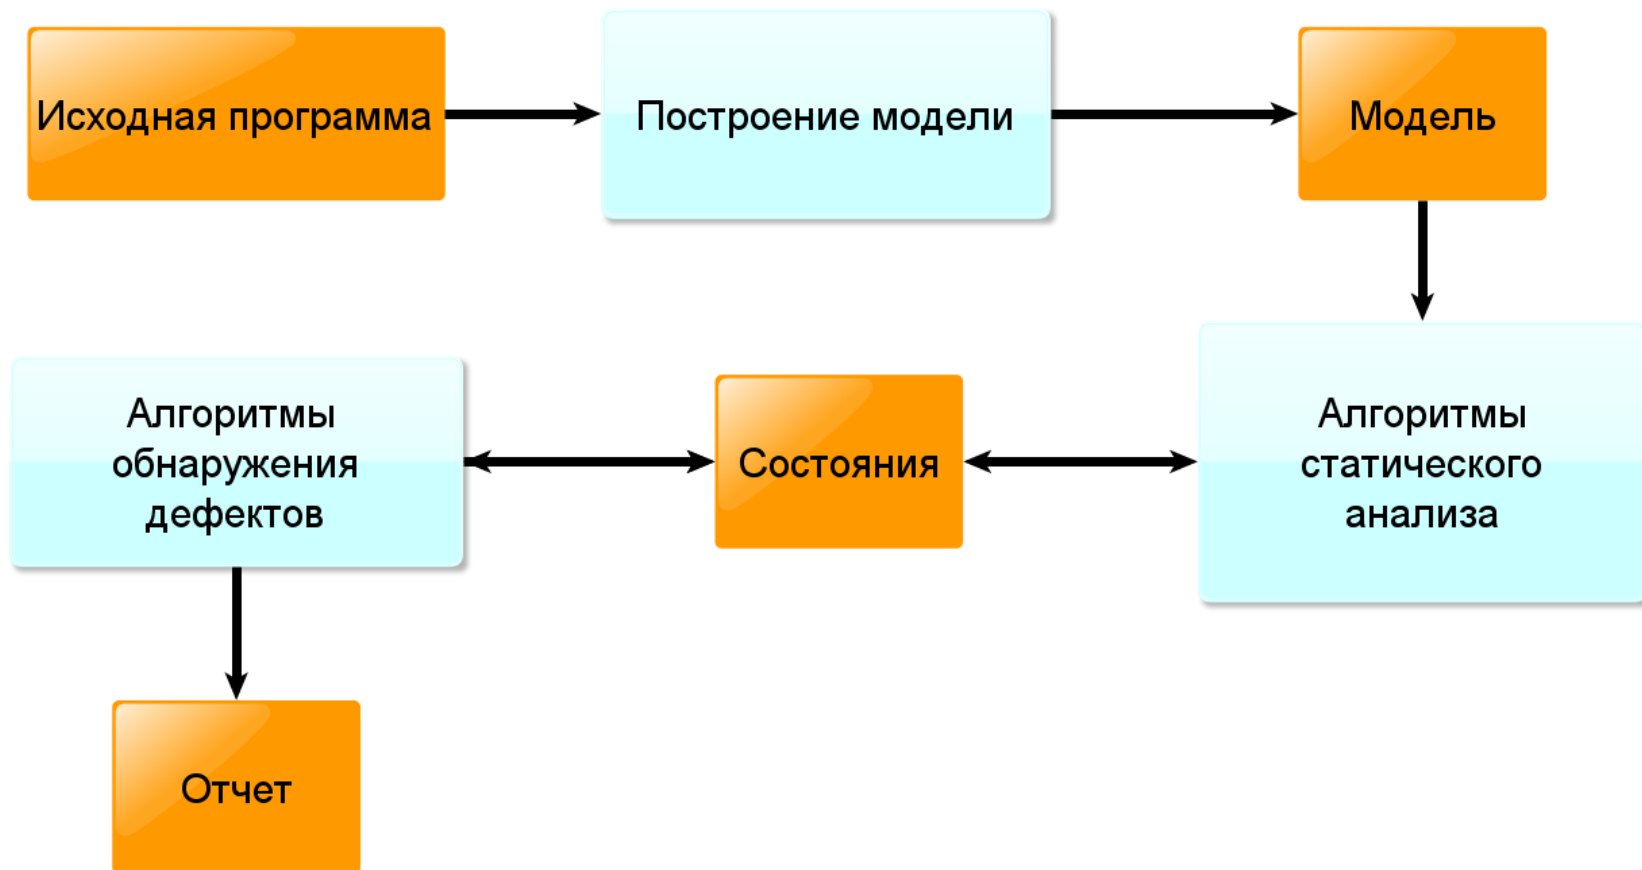 Исходная программа
Построение модели
Модель
Алгоритмы
обнаружения
дефектов
Состояния
Алгоритмы
статического
анализа
Отчет